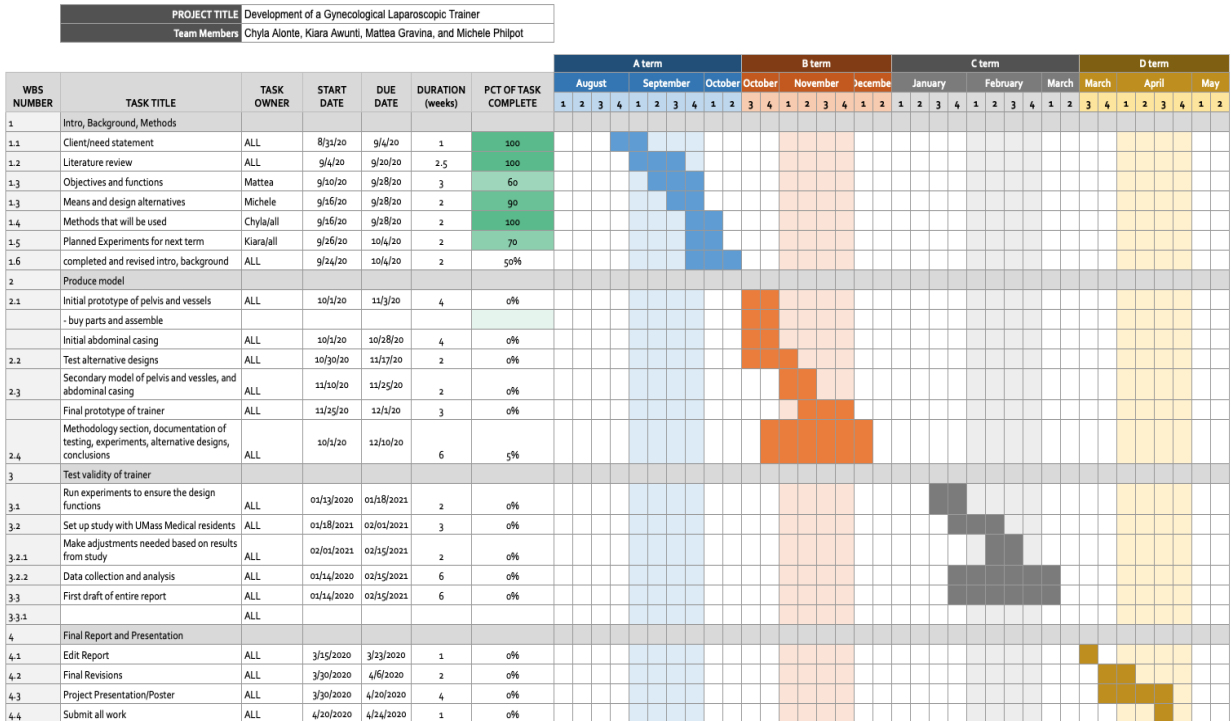 PROJECT TITLE Development of a Gynecological Laparoscopic Trainer
Team Members Chyla Alonte, Kiara Awunti, Mattea Gravina, and Michele Philpot
A term B term C term D term
August September October October November Decembe January February March March April May
WBS NUMBER TASK TITLE TASK OWNER START DATE DUE DATE DURATION (weeks) PCT OF TASK COMPLETE
1 2 3 4 1 2 3 4 1 2 3 4 1 2 3 4 1 2 1 2 3 4 1 2 3 4 1 2 3 4 1 2 3 4 1 2
1 Intro, Background, Methods
1.1 Client/need statement ALL 8/31/20 9/4/20 1 100
1.2 Literature review ALL 9/4/20 9/20/20 2.5 100
1.3 Objectives and functions Mattea 9/10/20 9/28/20 3 60
1.3 Means and design alternatives Michele 9/16/20 9/28/20 2 90
1.4 Methods that will be used Chyla/all 9/16/20 9/28/20 2 100
1.5 Planned Experiments for next term Kiara/all 9/26/20 10/4/20 2 70
1.6 completed and revised intro, background ALL 9/24/20 10/4/20 2 50%
2 Produce model
2.1 Initial prototype of pelvis and vessels ALL 10/1/20 11/3/20 4 0%
- buy parts and assemble
Initial abdominal casing ALL 10/1/20 10/28/20 4 0%
2.2 Test alternative designs ALL 10/30/20 11/17/20 2 0%
Secondary model of pelvis and vessles, and
2.3 abdominal casing ALL 11/10/20 11/25/20 2 0%
Final prototype of trainer ALL 11/25/20 12/1/20 3 0%
Methodology section, documentation of
testing, experiments, alternative designs,
2.4 conclusions ALL 10/1/20 12/10/20 6 5%
3 Test validity of trainer
Run experiments to ensure the design
3.1 functions ALL 01/13/2020 01/18/2021 2 0%
3.2 Set up study with UMass Medical residents ALL 01/18/2021 02/01/2021 3 0%
Make adjustments needed based on results
3.2.1 from study ALL 02/01/2021 02/15/2021 2 0%
3.2.2 Data collection and analysis ALL 01/14/2020 02/15/2021 6 0%
3.3 First draft of entire report ALL 01/14/2020 02/15/2021 6 0%
3.3.1 ALL
4 Final Report and Presentation
4.1 Edit Report ALL 3/15/2020 3/23/2020 1 0%
4.2 Final Revisions ALL 3/30/2020 4/6/2020 2 0%
4.3 Project Presentation/Poster ALL 3/30/2020 4/20/2020 4 0%
4.4 Submit all work ALL 4/20/2020 4/24/2020 1 0%